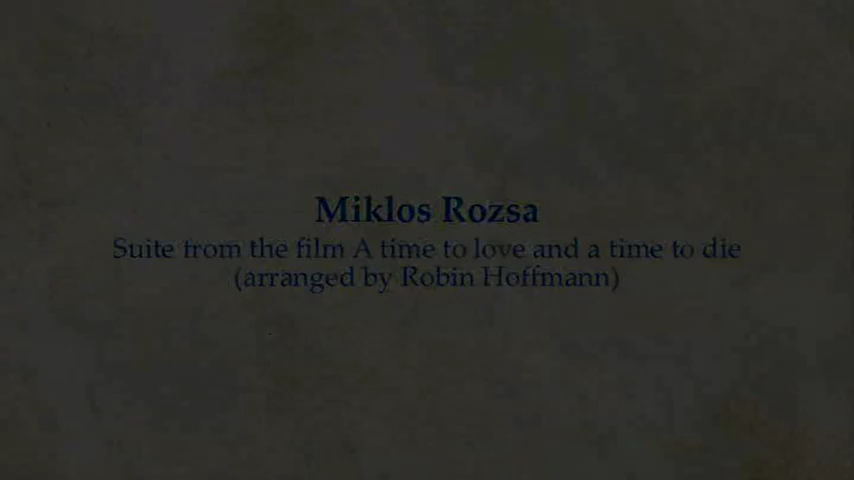 Miklos Rozsa
Suite from the film A time to love and a time to die
(arranged by Robin Hoffmann)